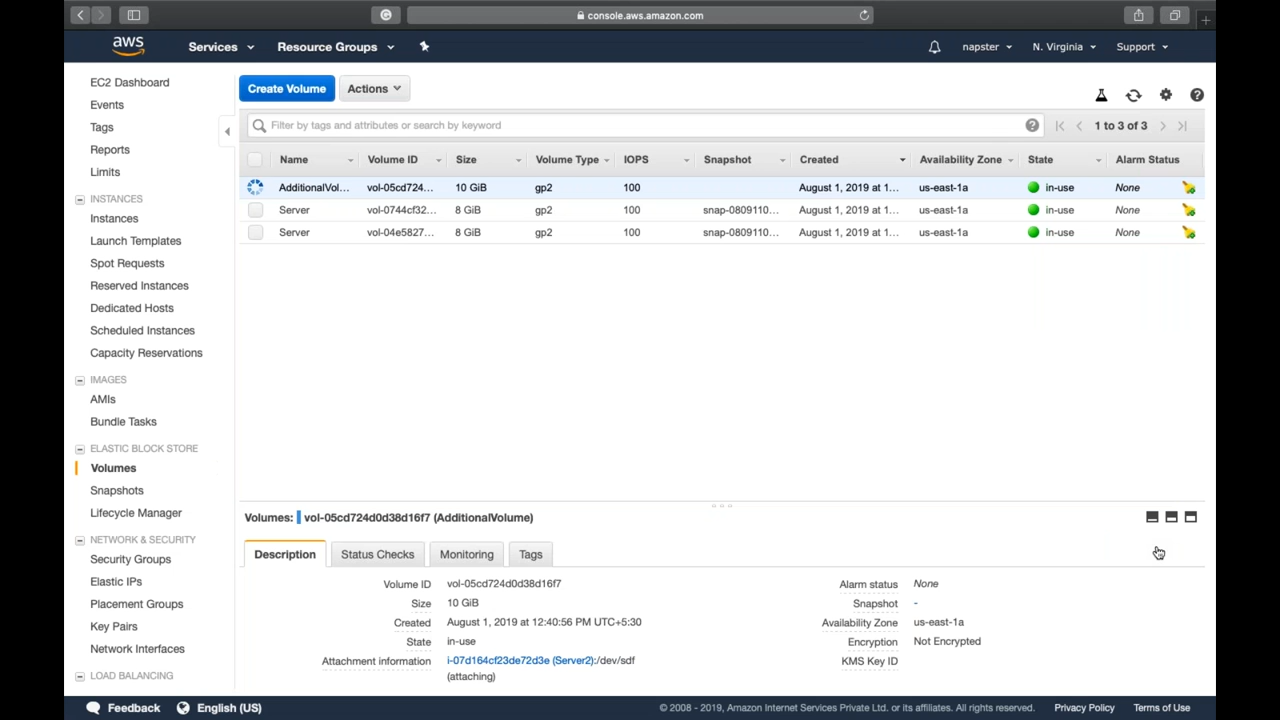 console.aws.amazon.com
aws
Services
Resource Groups
napster
N. Virginia
Support
EC2 Dashboard
Events
Tags
Reports
Limits
INSTANCES
Instances
Launch Templates
Spot Requests
Reserved Instances
Dedicated Hosts
Scheduled Instances
Capacity Reservations
IMAGES
AMIs
Bundle Tasks
ELASTIC BLOCK STORE
Volumes
Snapshots
Lifecycle Manager
NETWORK & SECURITY
Security Groups
Elastic IPs
Placement Groups
Key Pairs
Network Interfaces
LOAD BALANCING
Create Volume
Actions
Filter by tags and attributes or search by keyword
1 to 3 of 3
Name Volume ID Size Volume Type IOPS Snapshot Created Availability Zone State Alarm Status
AdditionalVol... vol-05cd724... 10 GiB gp2 100 August 1, 2019 at 1... us-east-1a in-use None
Server vol-0744cf32... 8 GiB gp2 100 snap-0809110... August 1, 2019 at 1... us-east-1a in-use None
Server vol-04e5827... 8 GiB gp2 100 snap-0809110... August 1, 2019 at 1... us-east-1a in-use None
Volumes: vol-05cd724d0d38d16f7 (AdditionalVolume)
Description Status Checks Monitoring Tags
Volume ID vol-05cd724d0d38d16f7 Alarm status None
Size 10 GiB Snapshot -
Created August 1, 2019 at 12:40:56 PM UTC+5:30 Availability Zone us-east-1a
State in-use Encryption Not Encrypted
Attachment information i-07d164cf23de72d3e (Server2):/dev/sdf KMS Key ID
(attaching)
Feedback English (US) © 2008 - 2019, Amazon Internet Services Private Ltd. or its affiliates. All rights reserved. Privacy Policy Terms of Use